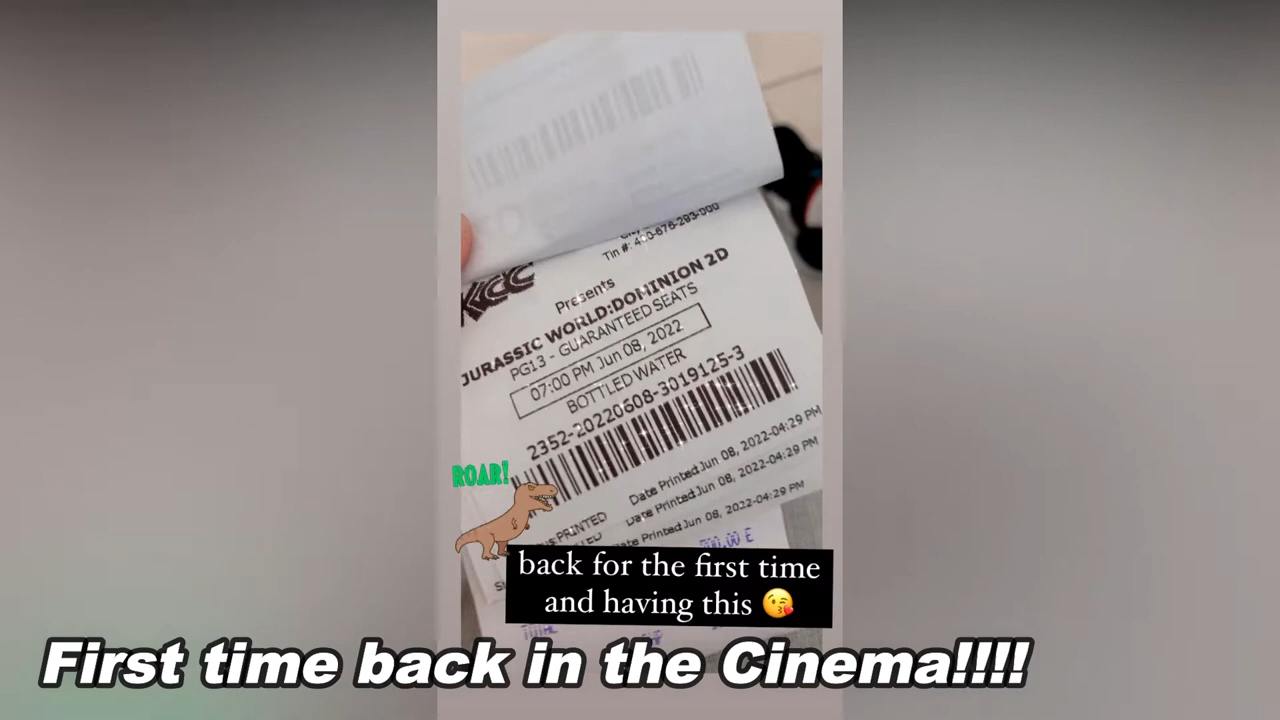 Tin #: 430-676-293-000
KCC
Presents
JURASSIC WORLD:DOMINION 2D
PG13 - GUARANTEED SEATS
07:00 PM Jun 08, 2022
BOTTLED WATER
2352-20220608-3019125-3
ROAR!
Date Printed:Jun 08, 2022-04:29 PM
Date Printed:Jun 08, 2022-04:29 PM
PRINTED
Date Printed:Jun 08, 2022-04:29 PM
back for the first time
and having this 😘
First time back in the Cinema!!!!